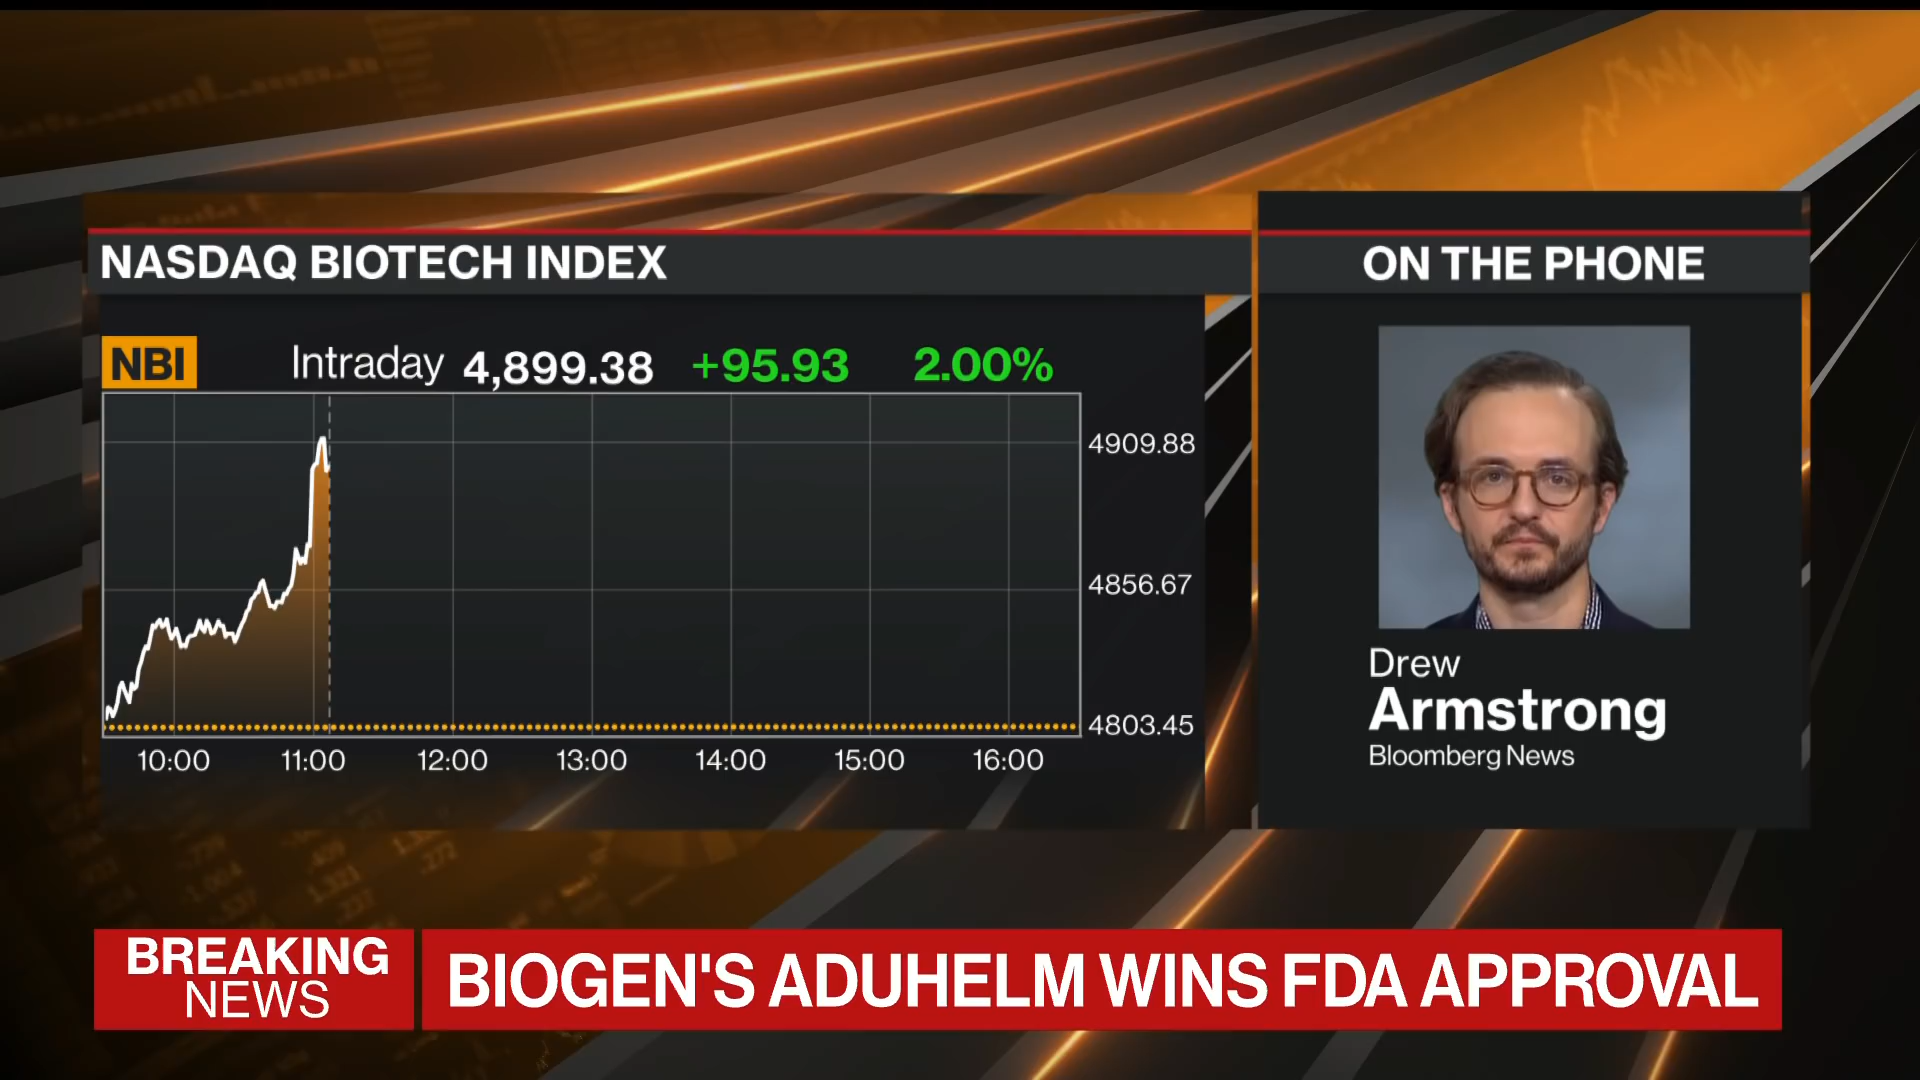 NASDAQ BIOTECH INDEX
NBI Intraday 4,899.38 +95.93 2.00%
4909.88
4856.67
4803.45
10:00 11:00 12:00 13:00 14:00 15:00 16:00
ON THE PHONE
Drew
Armstrong
Bloomberg News
BREAKING
NEWS
BIOGEN'S ADUHELM WINS FDA APPROVAL